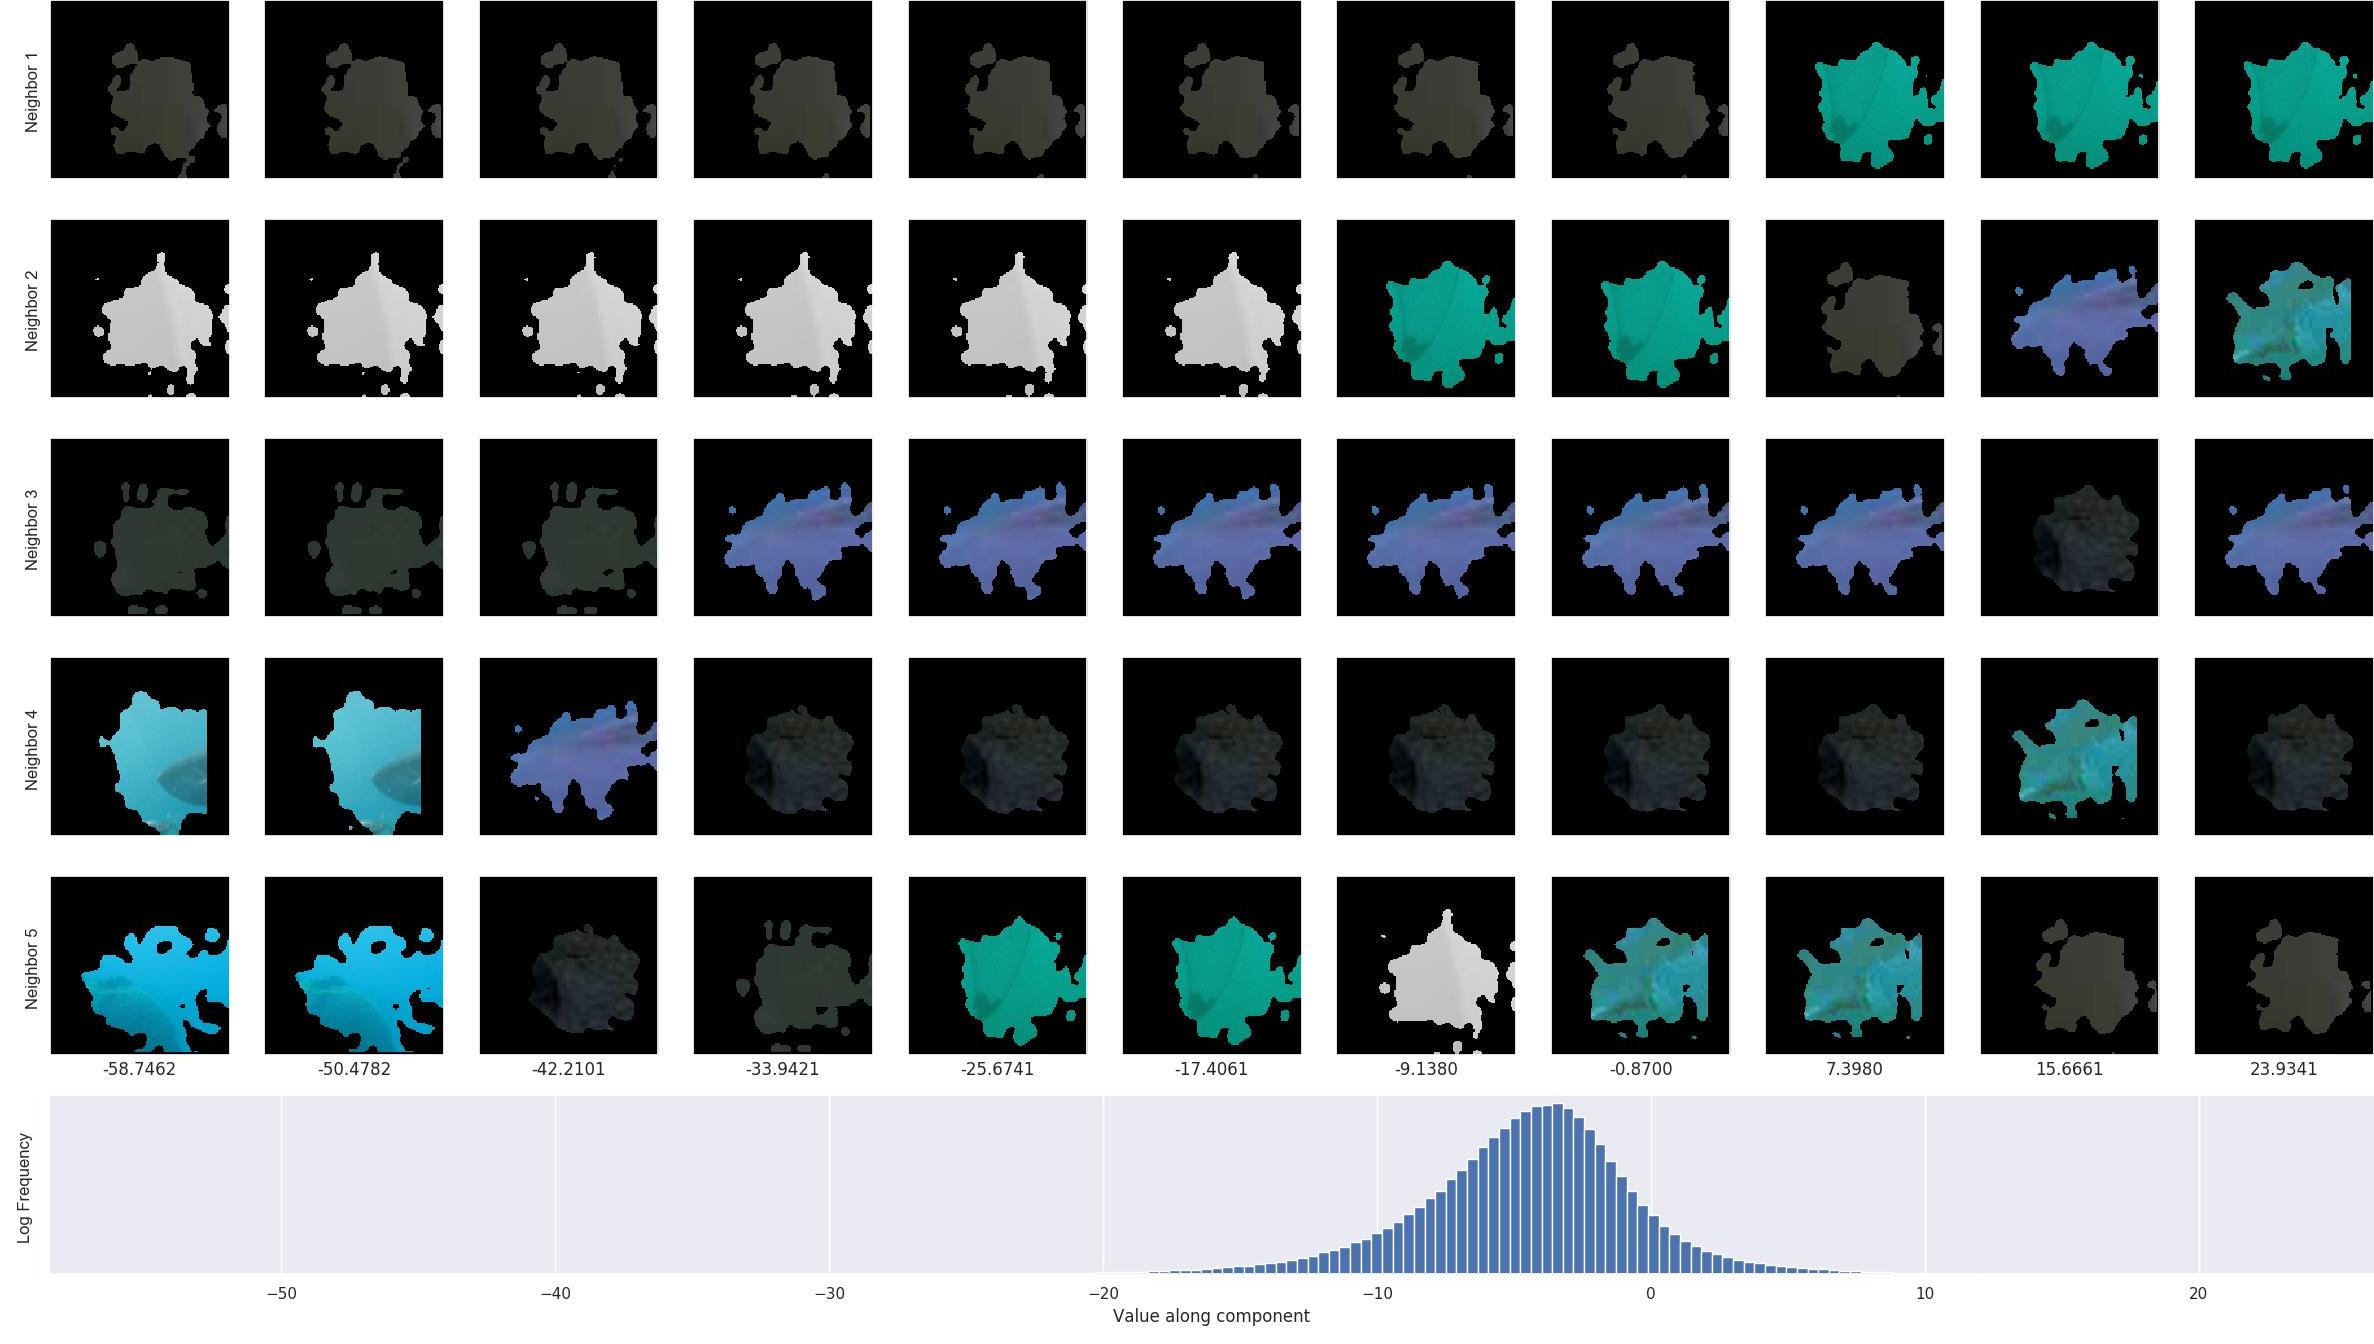 Neighbor 1
Neighbor 2
Neighbor 3
Neighbor 4
Neighbor 5
-58.7462 -50.4782 -42.2101 -33.9421 -25.6741 -17.4061 -9.1380 -0.8700 7.3980 15.6661 23.9341
Log Frequency
−50 −40 −30 −20 −10 0 10 20
Value along component